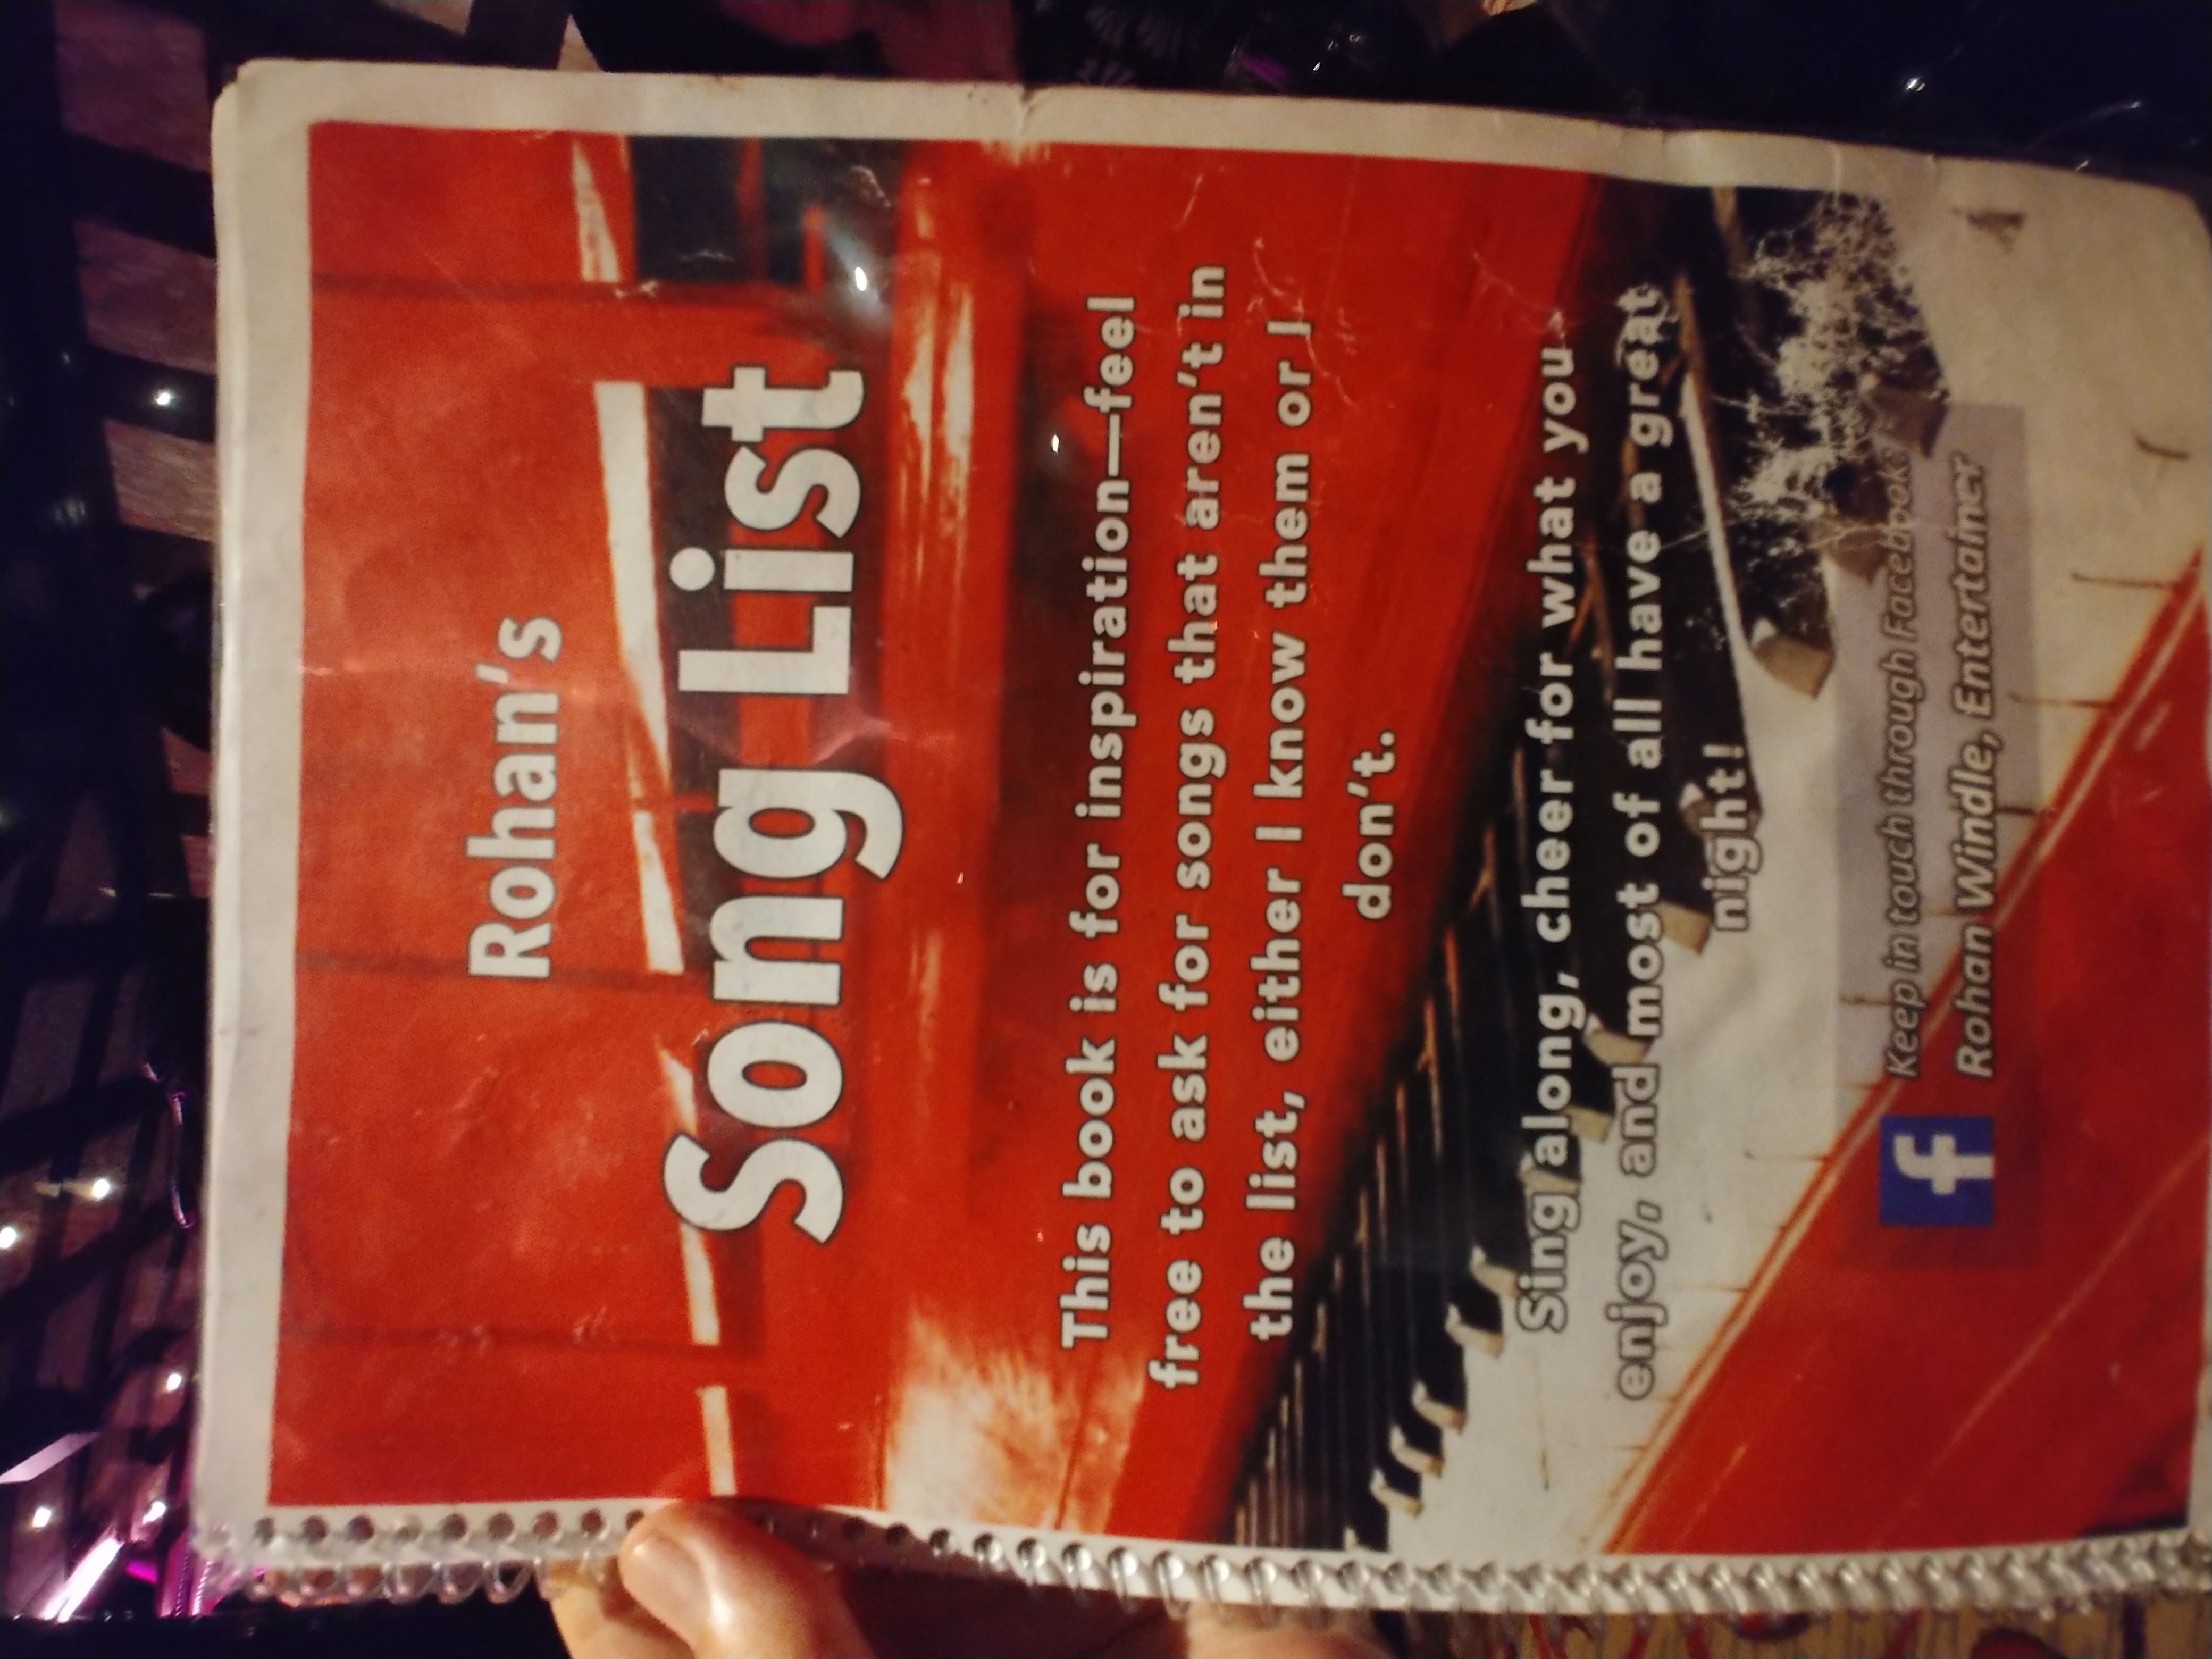 Rohan's
Song List
This book is for inspiration—feel
free to ask for songs that aren't in
the list, either I know them or I
don't.
Sing along, cheer for what you
enjoy, and most of all have a great
night!
Keep in touch through Facebook:
Rohan Windle, Entertainer
f